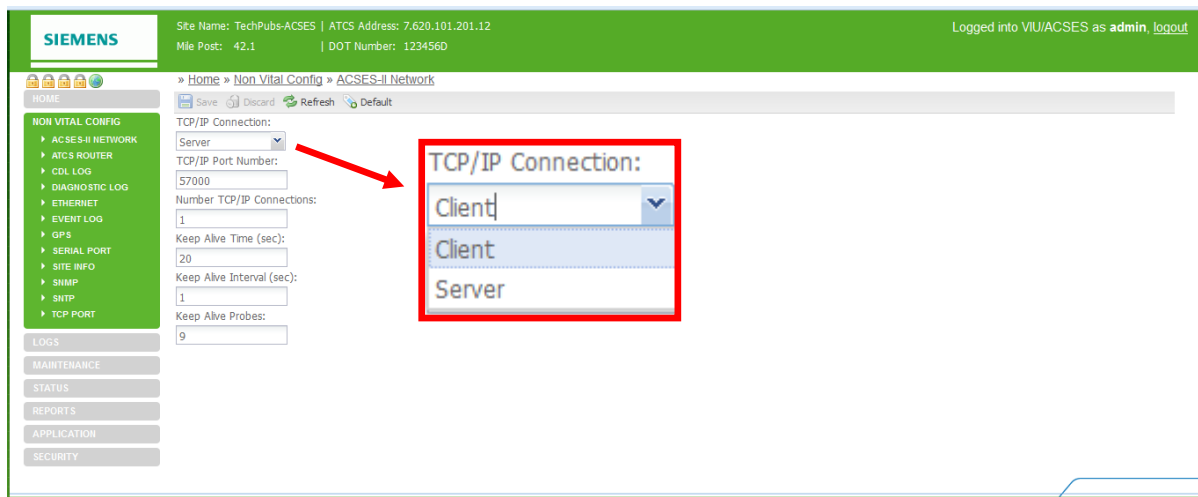 SIEMENS
Site Name: TechPubs-ACSES | ATCS Address: 7.620.101.201.12
Mile Post: 42.1 | DOT Number: 123456D
Logged into VIU/ACSES as admin, logout
» Home » Non Vital Config » ACSES-II Network
HOME
Save Discard Refresh Default
NON VITAL CONFIG
ACSES-II NETWORK
ATCS ROUTER
CDL LOG
DIAGNOSTIC LOG
ETHERNET
EVENT LOG
GPS
SERIAL PORT
SITE INFO
SNMP
SNTP
TCP PORT
LOGS
MAINTENANCE
STATUS
REPORTS
APPLICATION
SECURITY
TCP/IP Connection:
Server
TCP/IP Port Number:
57000
Number TCP/IP Connections:
1
Keep Alive Time (sec):
20
Keep Alive Interval (sec):
1
Keep Alive Probes:
9
TCP/IP Connection:
Client
Client
Server